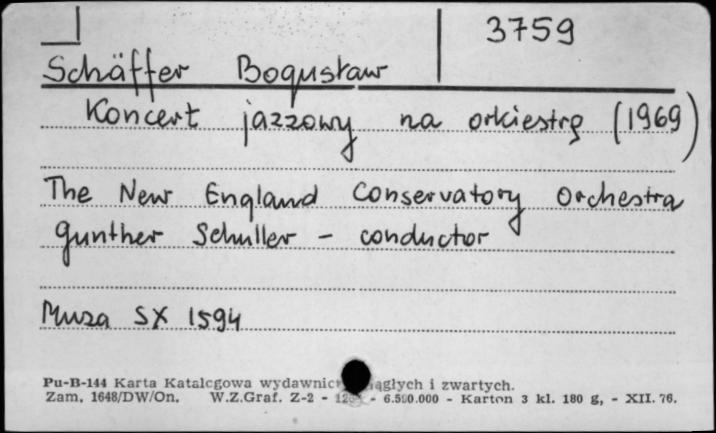 3759
Schäffer Bogusław
Koncert jazzowy na orkiestrę (1969)
The New England Conservatory Orchestra
Gunther Schuller - conductor
Muza SX 1594
Pu-B-144 Karta Katalogowa wydawnict ągłych i zwartych.
Zam. 1648/DW/On. W.Z.Graf. Z-2 - - 6.500.000 - Karton 3 kl. 180 g, - XII. 76.